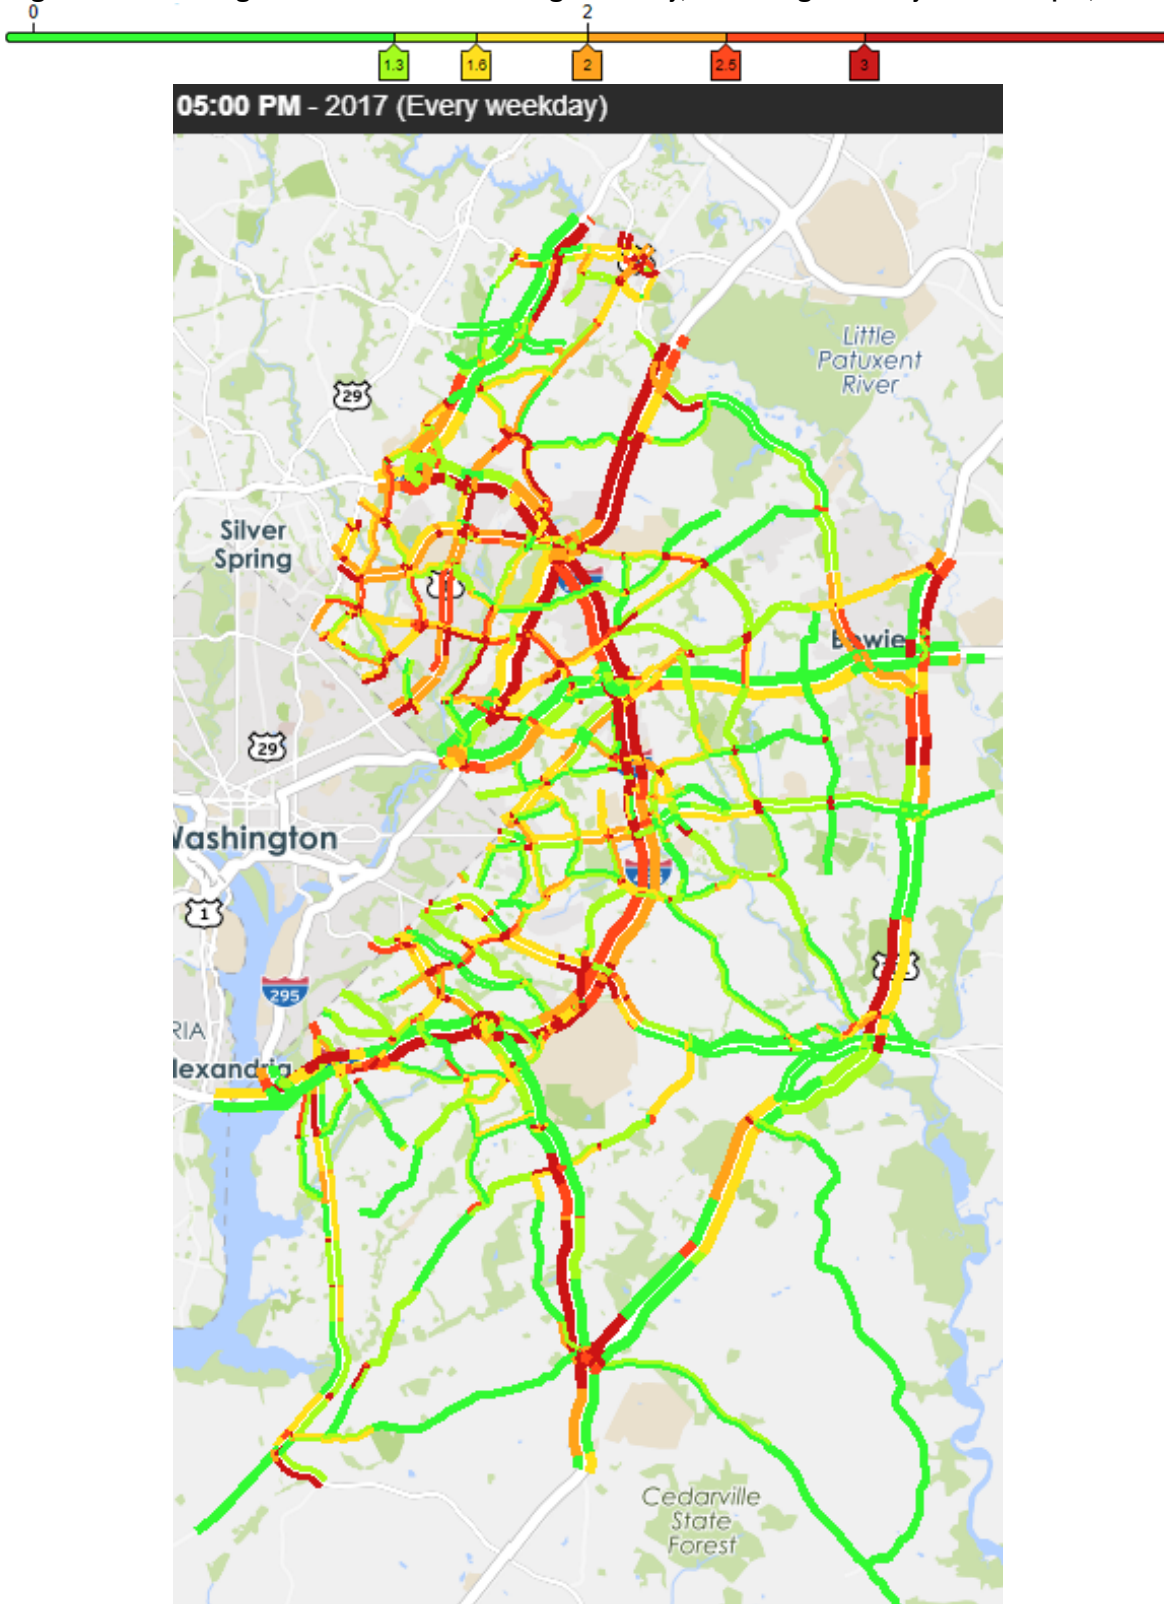 0 2
1.3 1.6 2 2.5 3
05:00 PM - 2017 (Every weekday)
Little
Patuxent
River
29
Silver
Spring
Bowie
29
Washington
1
295
RIA
lexandria
Cedarville
State
Forest